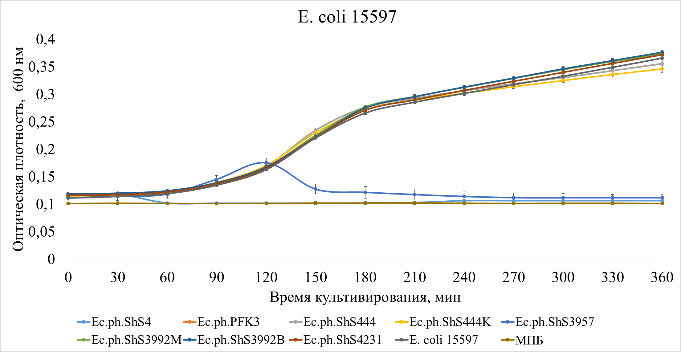 E. coli 15597
Оптическая плотность, 600 нм
0,4
0,35
0,3
0,25
0,2
0,15
0,1
0,05
0
0 30 60 90 120 150 180 210 240 270 300 330 360
Время культивирования, мин
Ec.ph.ShS4 Ec.ph.PFK3 Ec.ph.ShS444 Ec.ph.ShS444K Ec.ph.ShS3957
Ec.ph.ShS3992M Ec.ph.ShS3992B Ec.ph.ShS4231 E. coli 15597 МПБ